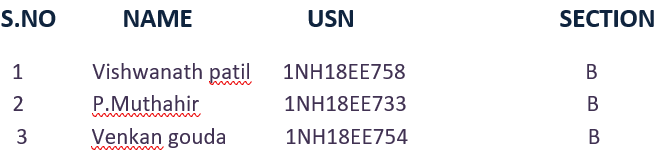 S.NO NAME USN SECTION
1 Vishwanath patil 1NH18EE758 B
2 P.Muthahir 1NH18EE733 B
3 Venkan gouda 1NH18EE754 B